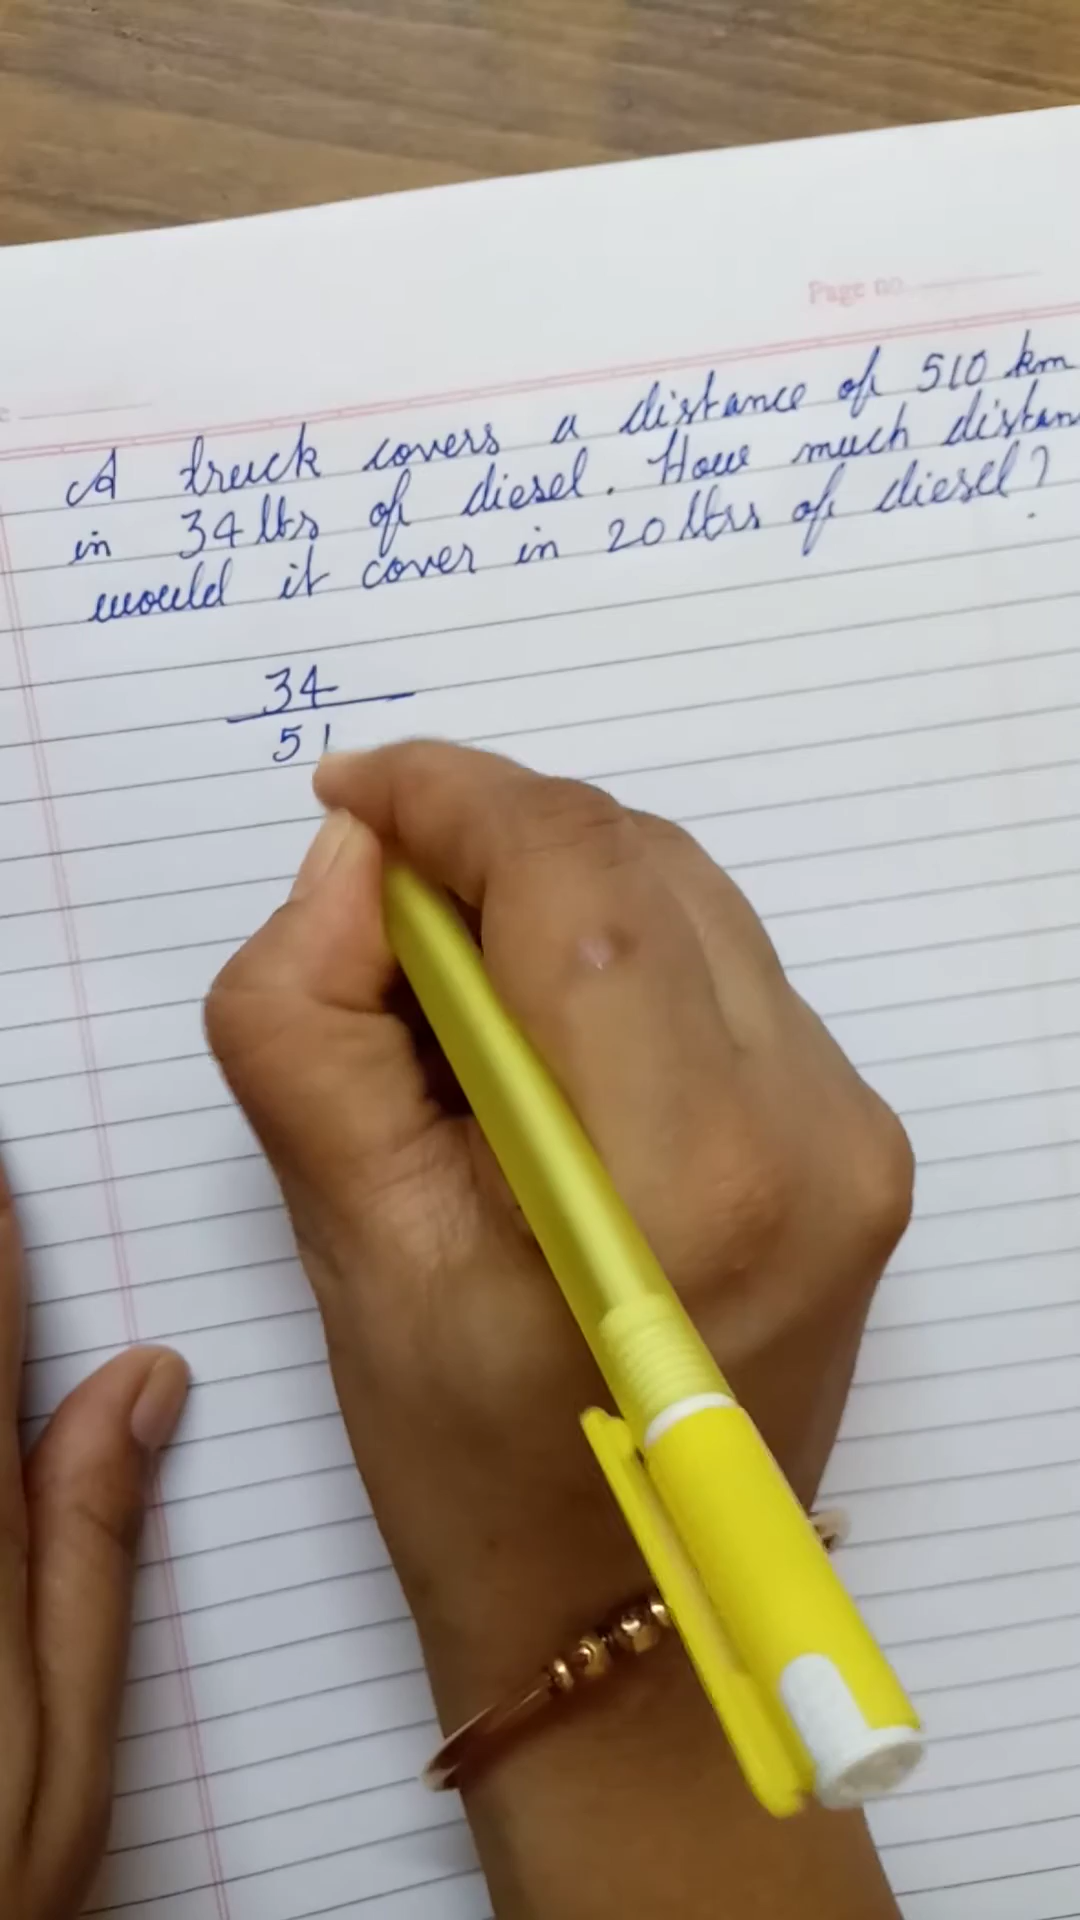 Page no
A truck covers a distance of 510 km
in 34 lts of diesel. How much distan
would it cover in 20 ltrs of diesel?
34
51